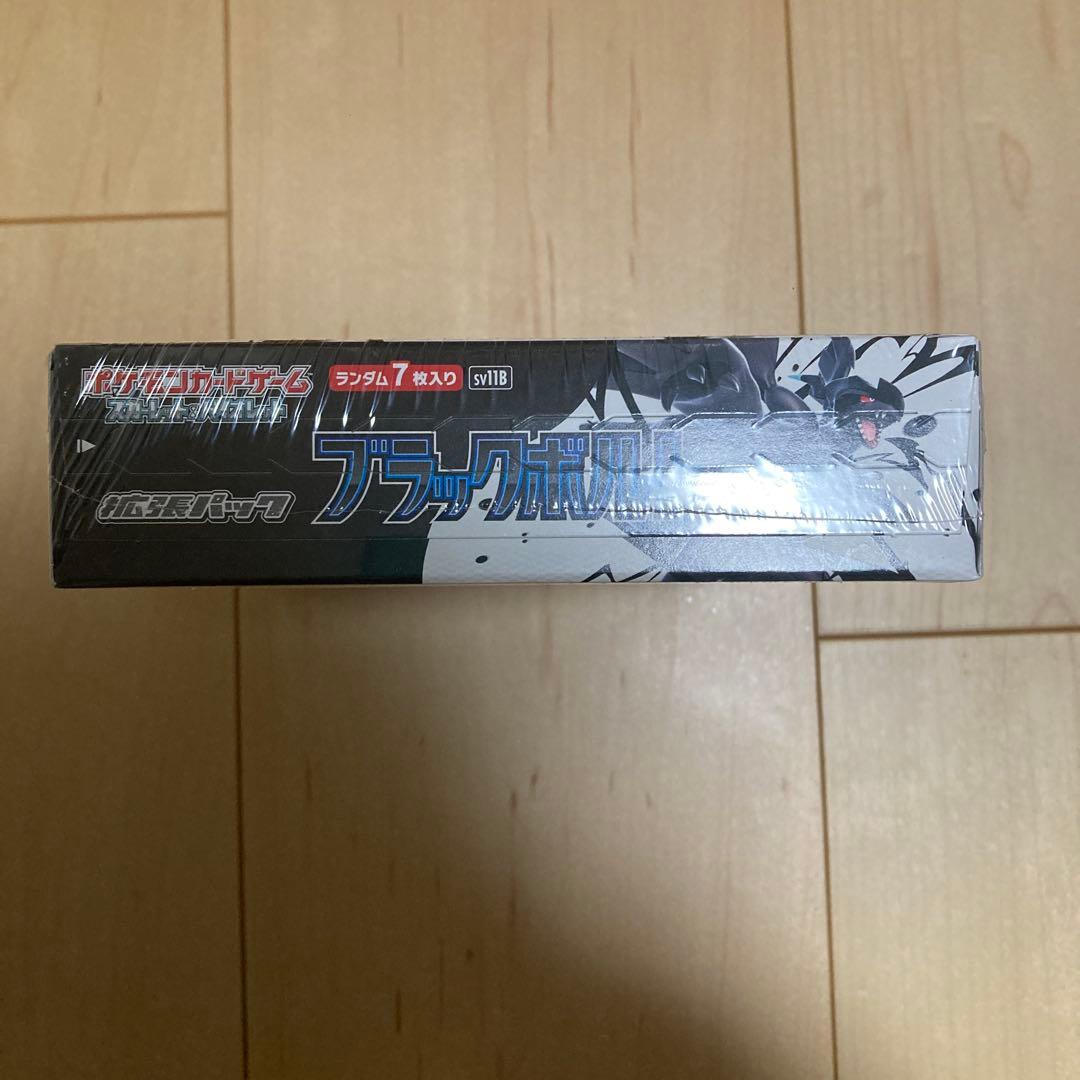 ポケモンカードゲーム
スカーレット&バイオレット
ランダム7枚入り
sv11B
拡張パック
ブラックボルト